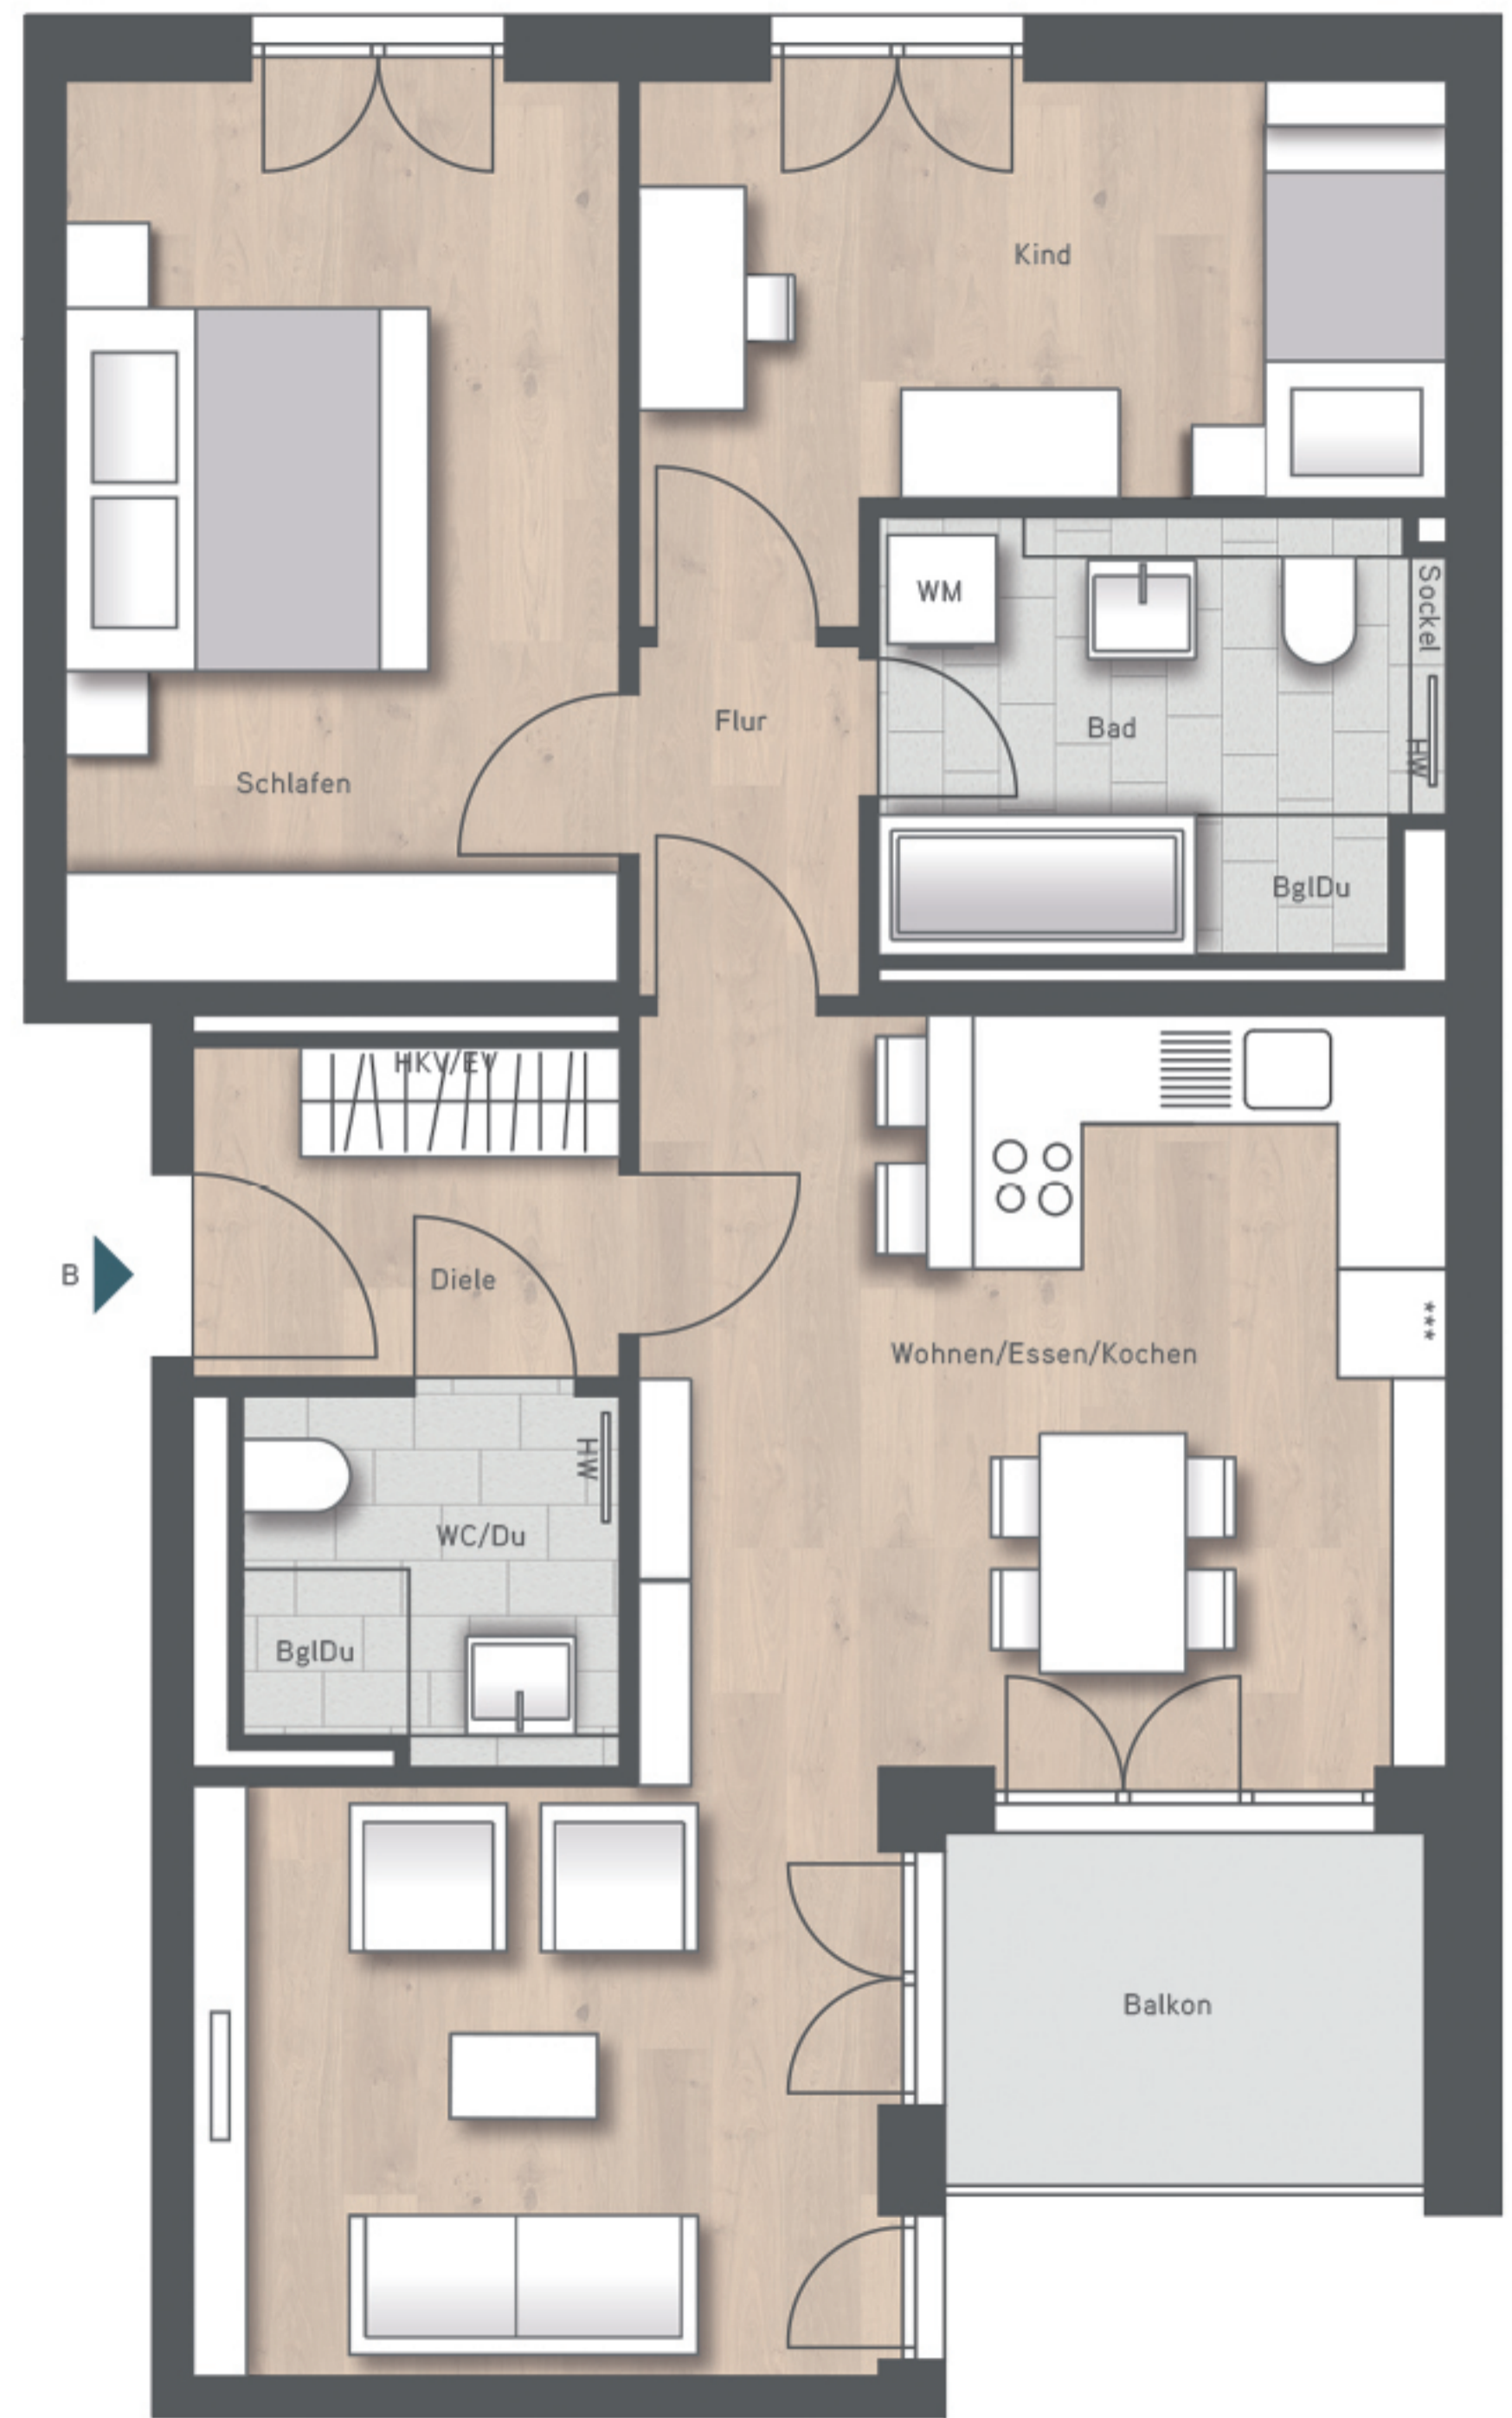 Kind
WM
Sockel
Flur
Bad
HW
Schlafen
BglDu
HKV/EV
B
Diele
Wohnen/Essen/Kochen
***
HW
WC/Du
BglDu
Balkon